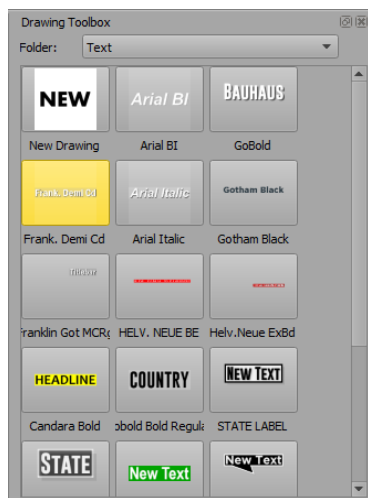 Drawing Toolbox
Folder: Text
NEW
Arial BI
BAUHAUS
New Drawing
Arial BI
GoBold
Frank. Demi Cd
Arial Italic
Gotham Black
Frank. Demi Cd
Arial Italic
Gotham Black
Franklin Got MCRg
HELV. NEUE BE
Helv.Neue ExBd
HEADLINE
COUNTRY
NEW TEXT
Candara Bold
obold Bold Regula
STATE LABEL
STATE
New Text
New Text